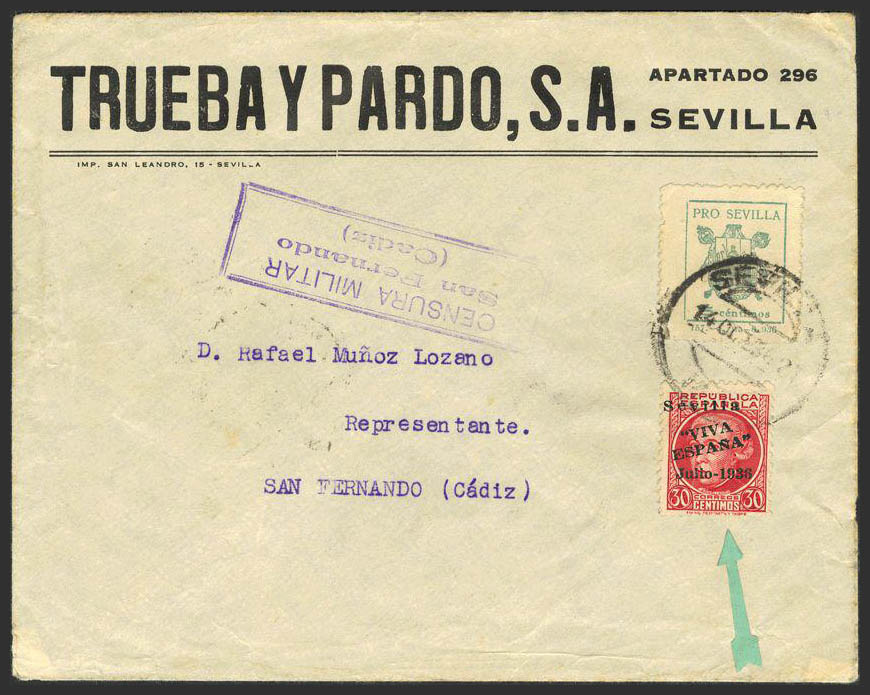 TRUEBA Y PARDO, S.A.
APARTADO 296
SEVILLA
IMP. SAN LEANDRO, 15 - SEVILLA
CENSURA MILITAR
San Fernando
(Cadiz)
PRO SEVILLA
céntimos
SEVILLA
D. Rafael Muñoz Lozano
Representante.
SAN FERNANDO (Cádiz)
REPUBLICA
ESPAÑOLA
Sevilla
"VIVA
ESPAÑA"
Julio-1936
30 CORREOS 30
CENTIMOS